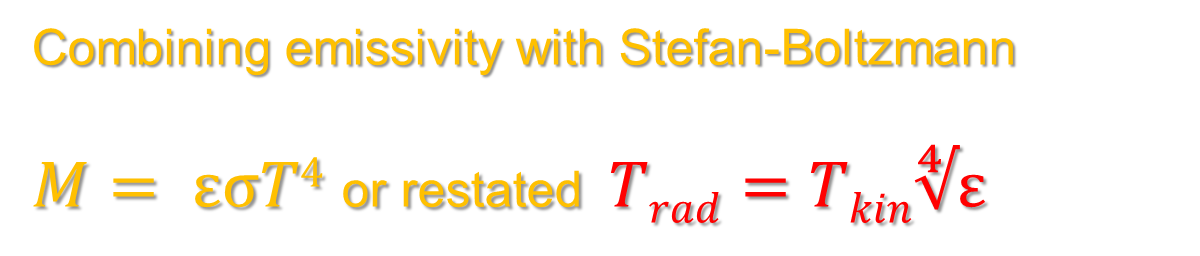 Combining emissivity with Stefan-Boltzmann
M = εσT⁴ or restated T_rad = T_kin ∜ε